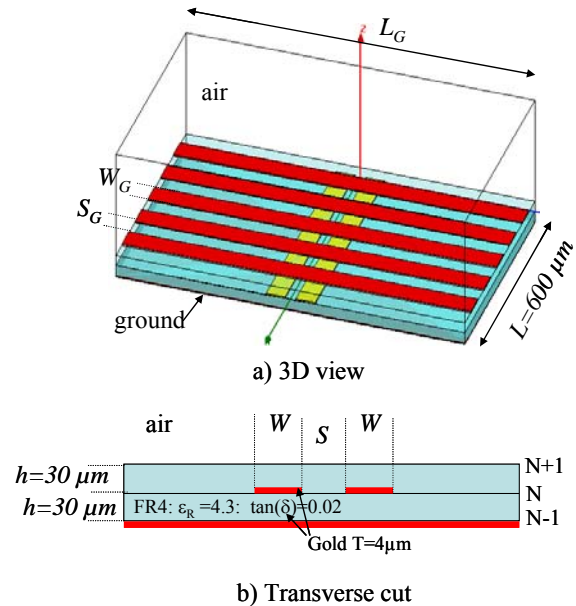 L_G
air
W_G
S_G
L=600 µm
ground
a) 3D view
air
W
S
W
h=30 µm
h=30 µm
N+1
N
N-1
FR4: ε_R =4.3: tan(δ)=0.02
Gold T=4µm
b) Transverse cut